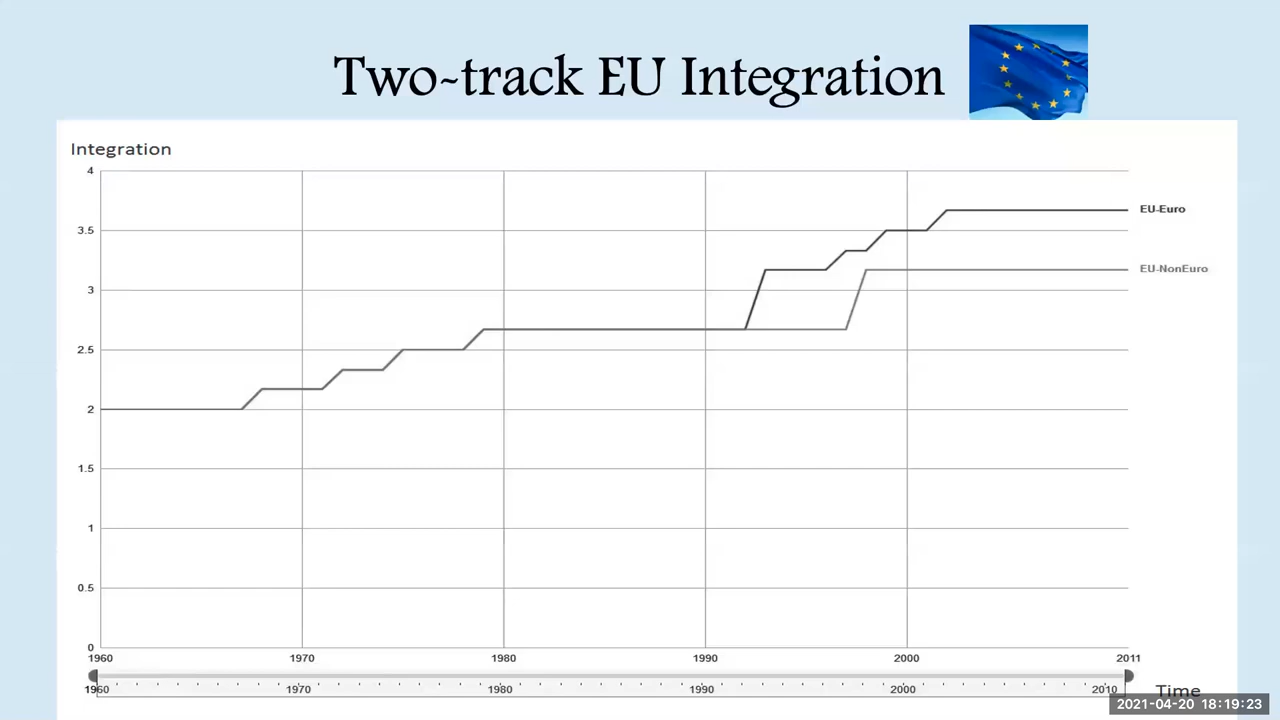 Two-track EU Integration
Integration
4
3.5
3
2.5
2
1.5
1
0.5
0
EU-Euro
EU-NonEuro
1960 1970 1980 1990 2000 2011
1960 1970 1980 1990 2000 2010
Time
2021-04-20 18:19:23